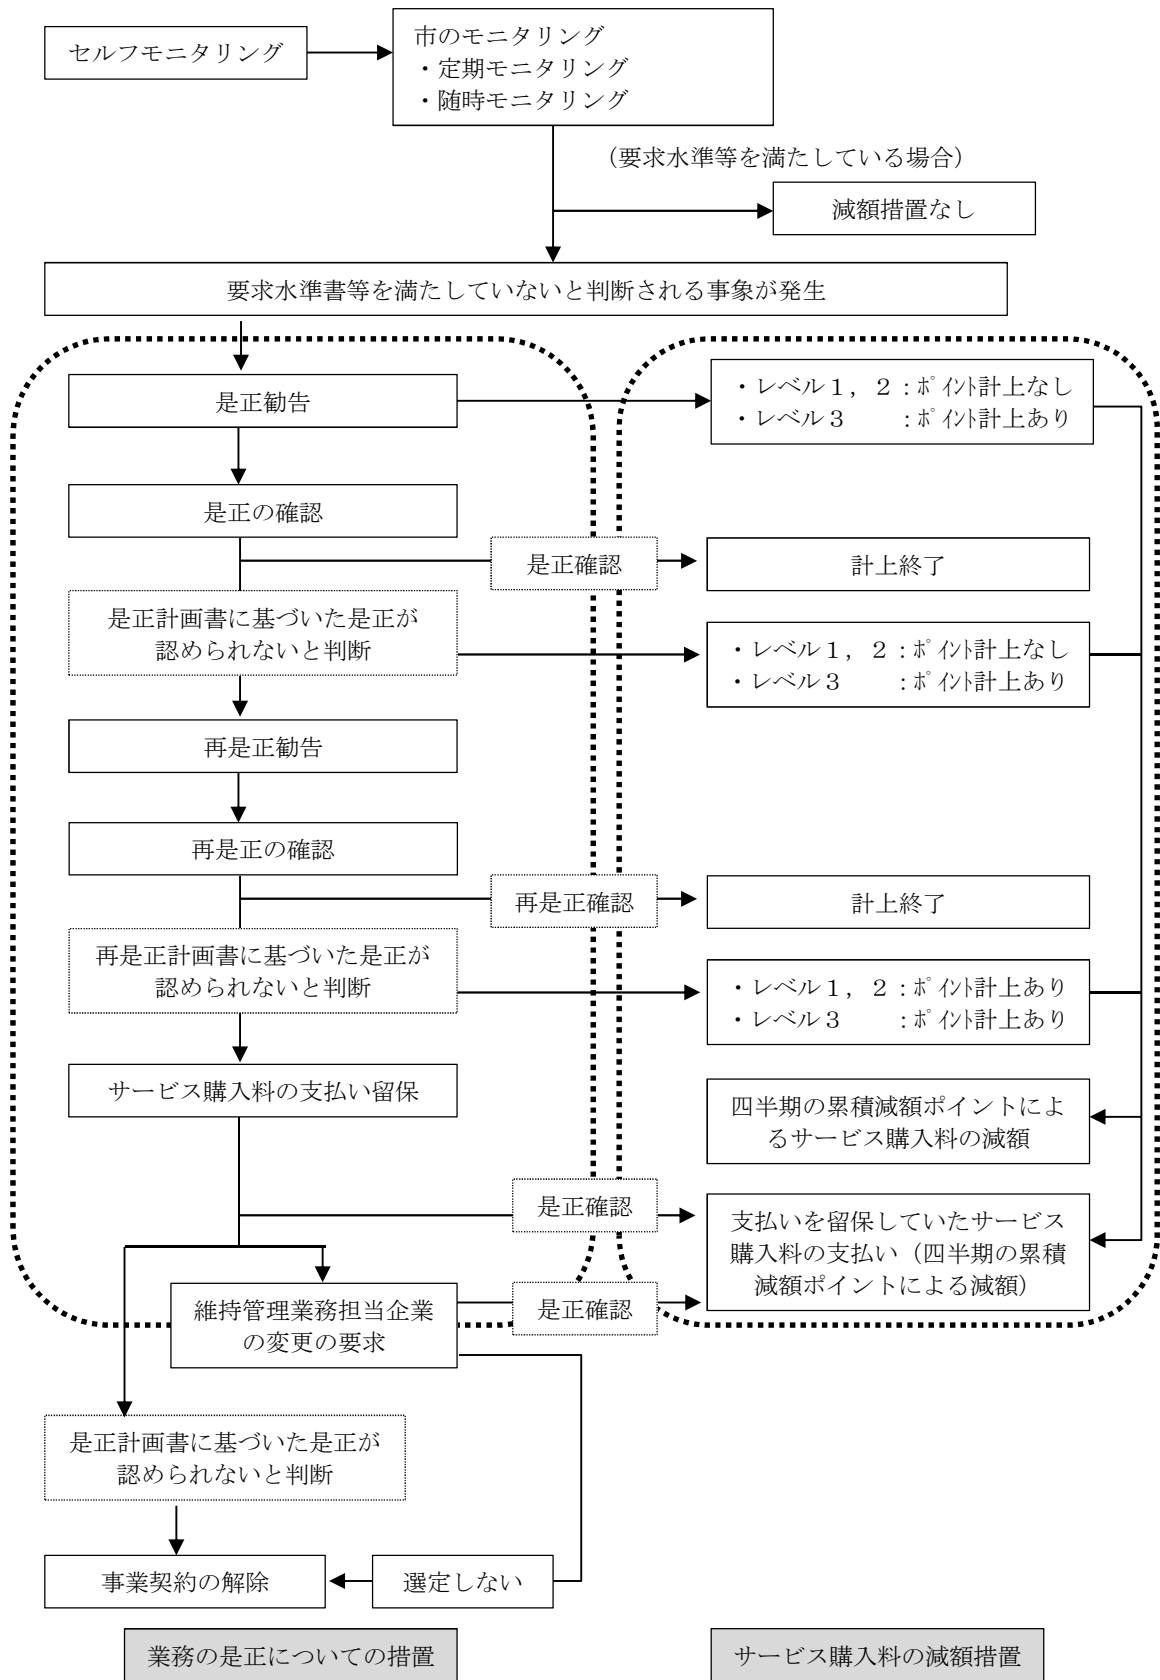 セルフモニタリング
市のモニタリング
・定期モニタリング
・随時モニタリング
（要求水準等を満たしている場合）
減額措置なし
要求水準書等を満たしていないと判断される事象が発生
是正勧告
・レベル１，２：ﾎﾟｲﾝﾄ計上なし
・レベル３　　：ﾎﾟｲﾝﾄ計上あり
是正の確認
是正確認
計上終了
是正計画書に基づいた是正が
認められないと判断
・レベル１，２：ﾎﾟｲﾝﾄ計上なし
・レベル３　　：ﾎﾟｲﾝﾄ計上あり
再是正勧告
再是正の確認
再是正確認
計上終了
再是正計画書に基づいた是正が
認められないと判断
・レベル１，２：ﾎﾟｲﾝﾄ計上あり
・レベル３　　：ﾎﾟｲﾝﾄ計上あり
サービス購入料の支払い留保
四半期の累積減額ポイントによ
るサービス購入料の減額
是正確認
支払いを留保していたサービス
購入料の支払い（四半期の累積
減額ポイントによる減額）
維持管理業務担当企業
の変更の要求
是正確認
是正計画書に基づいた是正が
認められないと判断
事業契約の解除
選定しない
業務の是正についての措置
サービス購入料の減額措置